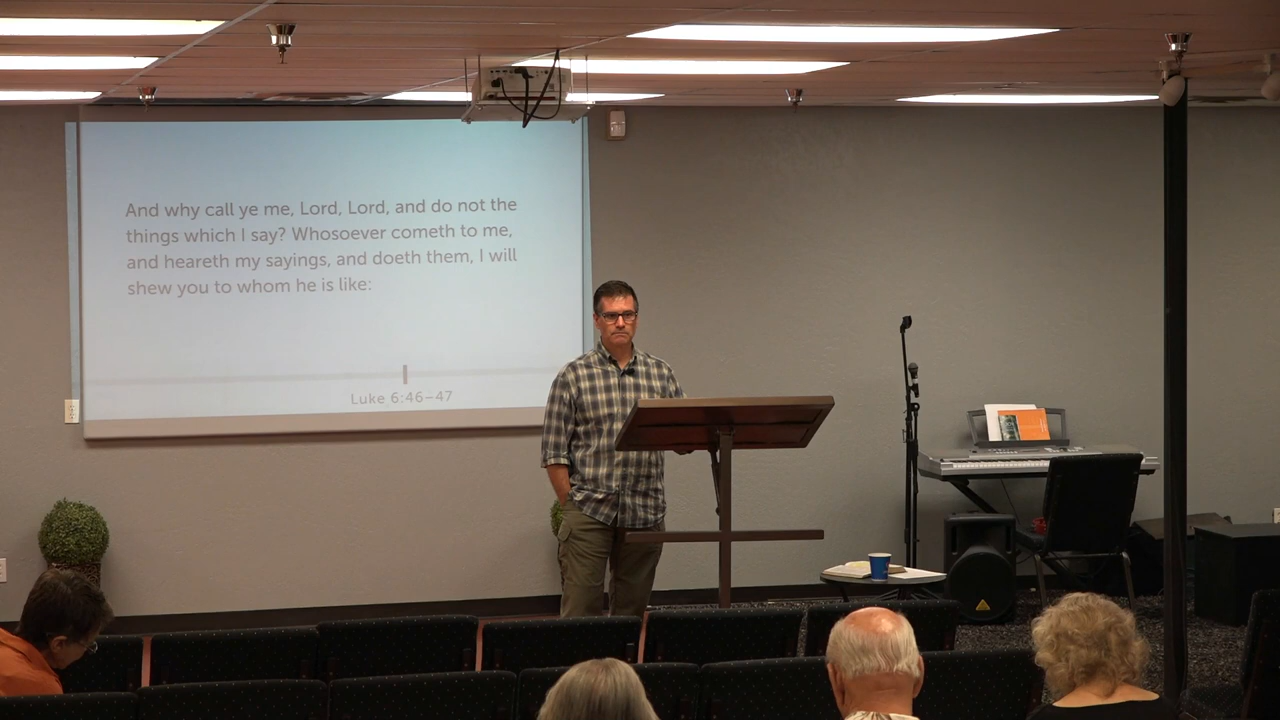 And why call ye me, Lord, Lord, and do not the
things which I say? Whosoever cometh to me,
and heareth my sayings, and doeth them, I will
shew you to whom he is like:
Luke 6:46–47